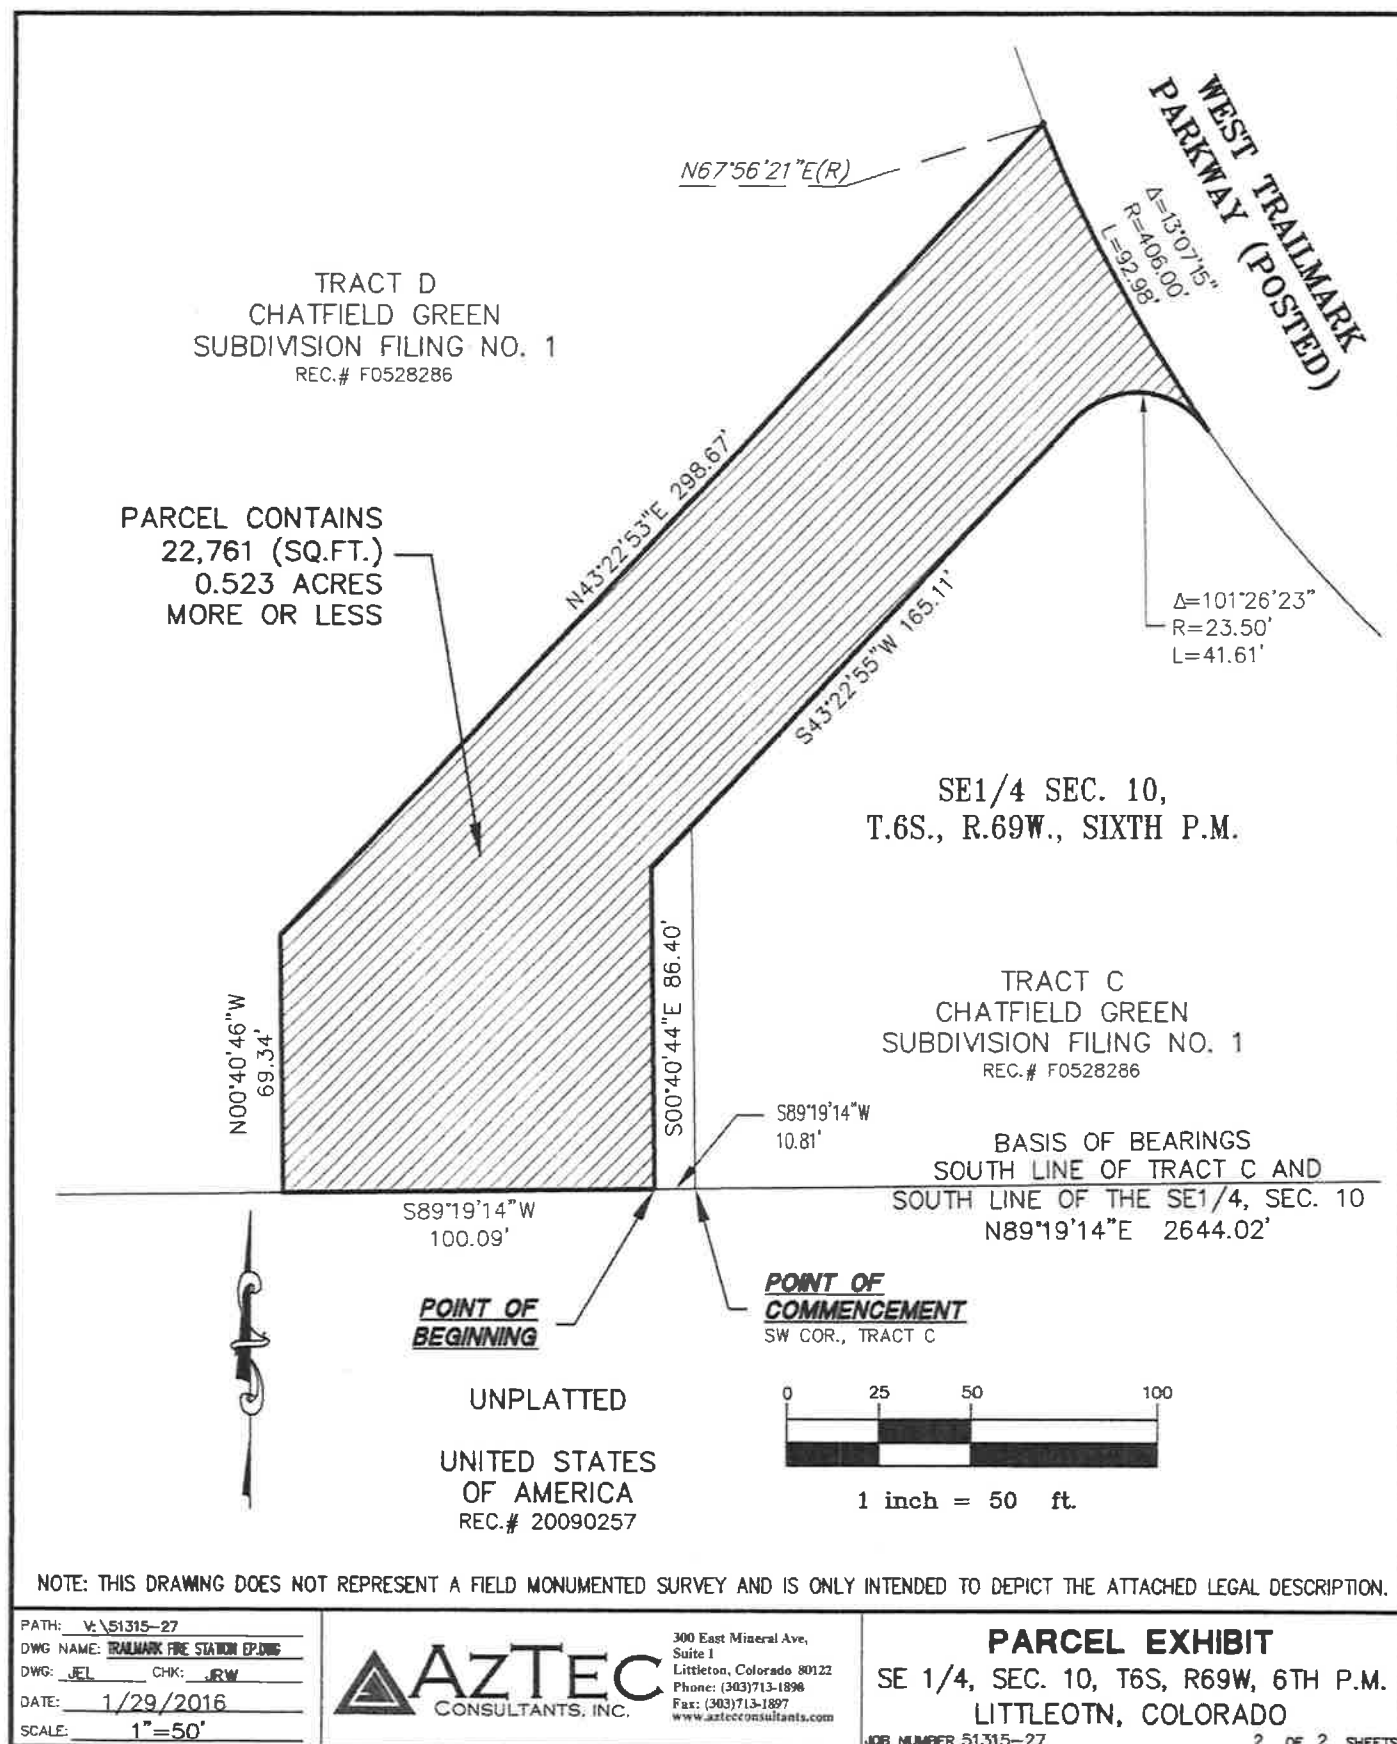 WEST TRAILMARK
PARKWAY (POSTED)
N67°56'21"E(R)
Δ=13°07'15"
R=406.00'
L=92.98'
TRACT D
CHATFIELD GREEN
SUBDIVISION FILING NO. 1
REC.# F0528286
N43°22'53"E 298.67'
PARCEL CONTAINS
22,761 (SQ.FT.)
0.523 ACRES
MORE OR LESS
S43°22'55"W 165.11'
Δ=101°26'23"
R=23.50'
L=41.61'
SE1/4 SEC. 10,
T.6S., R.69W., SIXTH P.M.
N00°40'46"W
69.34'
S00°40'44"E 86.40'
TRACT C
CHATFIELD GREEN
SUBDIVISION FILING NO. 1
REC.# F0528286
S89°19'14"W
10.81'
BASIS OF BEARINGS
SOUTH LINE OF TRACT C AND
SOUTH LINE OF THE SE1/4, SEC. 10
N89°19'14"E 2644.02'
S89°19'14"W
100.09'
POINT OF
BEGINNING
POINT OF
COMMENCEMENT
SW COR., TRACT C
UNPLATTED
UNITED STATES
OF AMERICA
REC.# 20090257
0 25 50 100
1 inch = 50 ft.
NOTE: THIS DRAWING DOES NOT REPRESENT A FIELD MONUMENTED SURVEY AND IS ONLY INTENDED TO DEPICT THE ATTACHED LEGAL DESCRIPTION.
PATH: V:\51315-27
DWG NAME: TRAILMARK FIRE STATION EP.DWG
DWG: JEL CHK: JRW
DATE: 1/29/2016
SCALE: 1"=50'
AZTEC
CONSULTANTS, INC.
300 East Mineral Ave,
Suite 1
Littleton, Colorado 80122
Phone: (303)713-1898
Fax: (303)713-1897
www.aztecconsultants.com
PARCEL EXHIBIT
SE 1/4, SEC. 10, T6S, R69W, 6TH P.M.
LITTLEOTN, COLORADO
JOB NUMBER 51315-27 2 OF 2 SHEETS